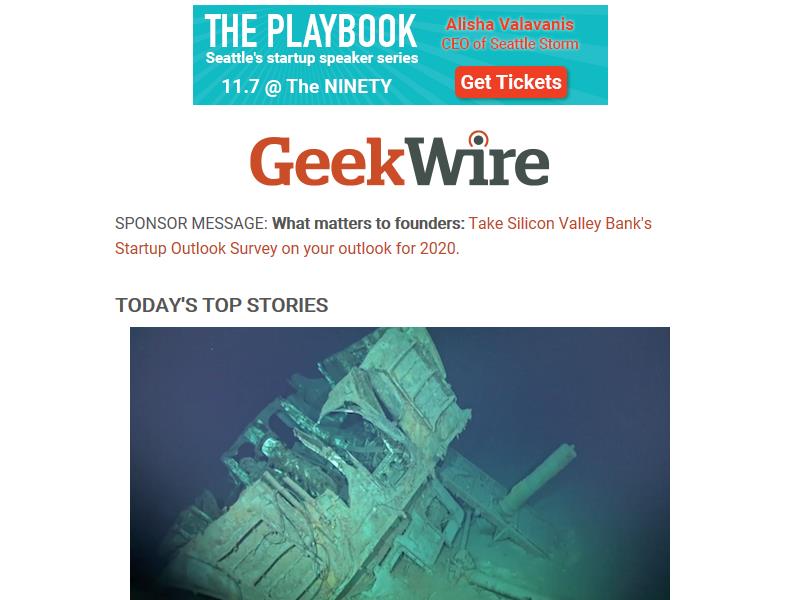 THE PLAYBOOK
Seattle's startup speaker series
11.7 @ The NINETY
Alisha Valavanis
CEO of Seattle Storm
Get Tickets
GeekWire
SPONSOR MESSAGE: What matters to founders: Take Silicon Valley Bank's
Startup Outlook Survey on your outlook for 2020.
TODAY'S TOP STORIES